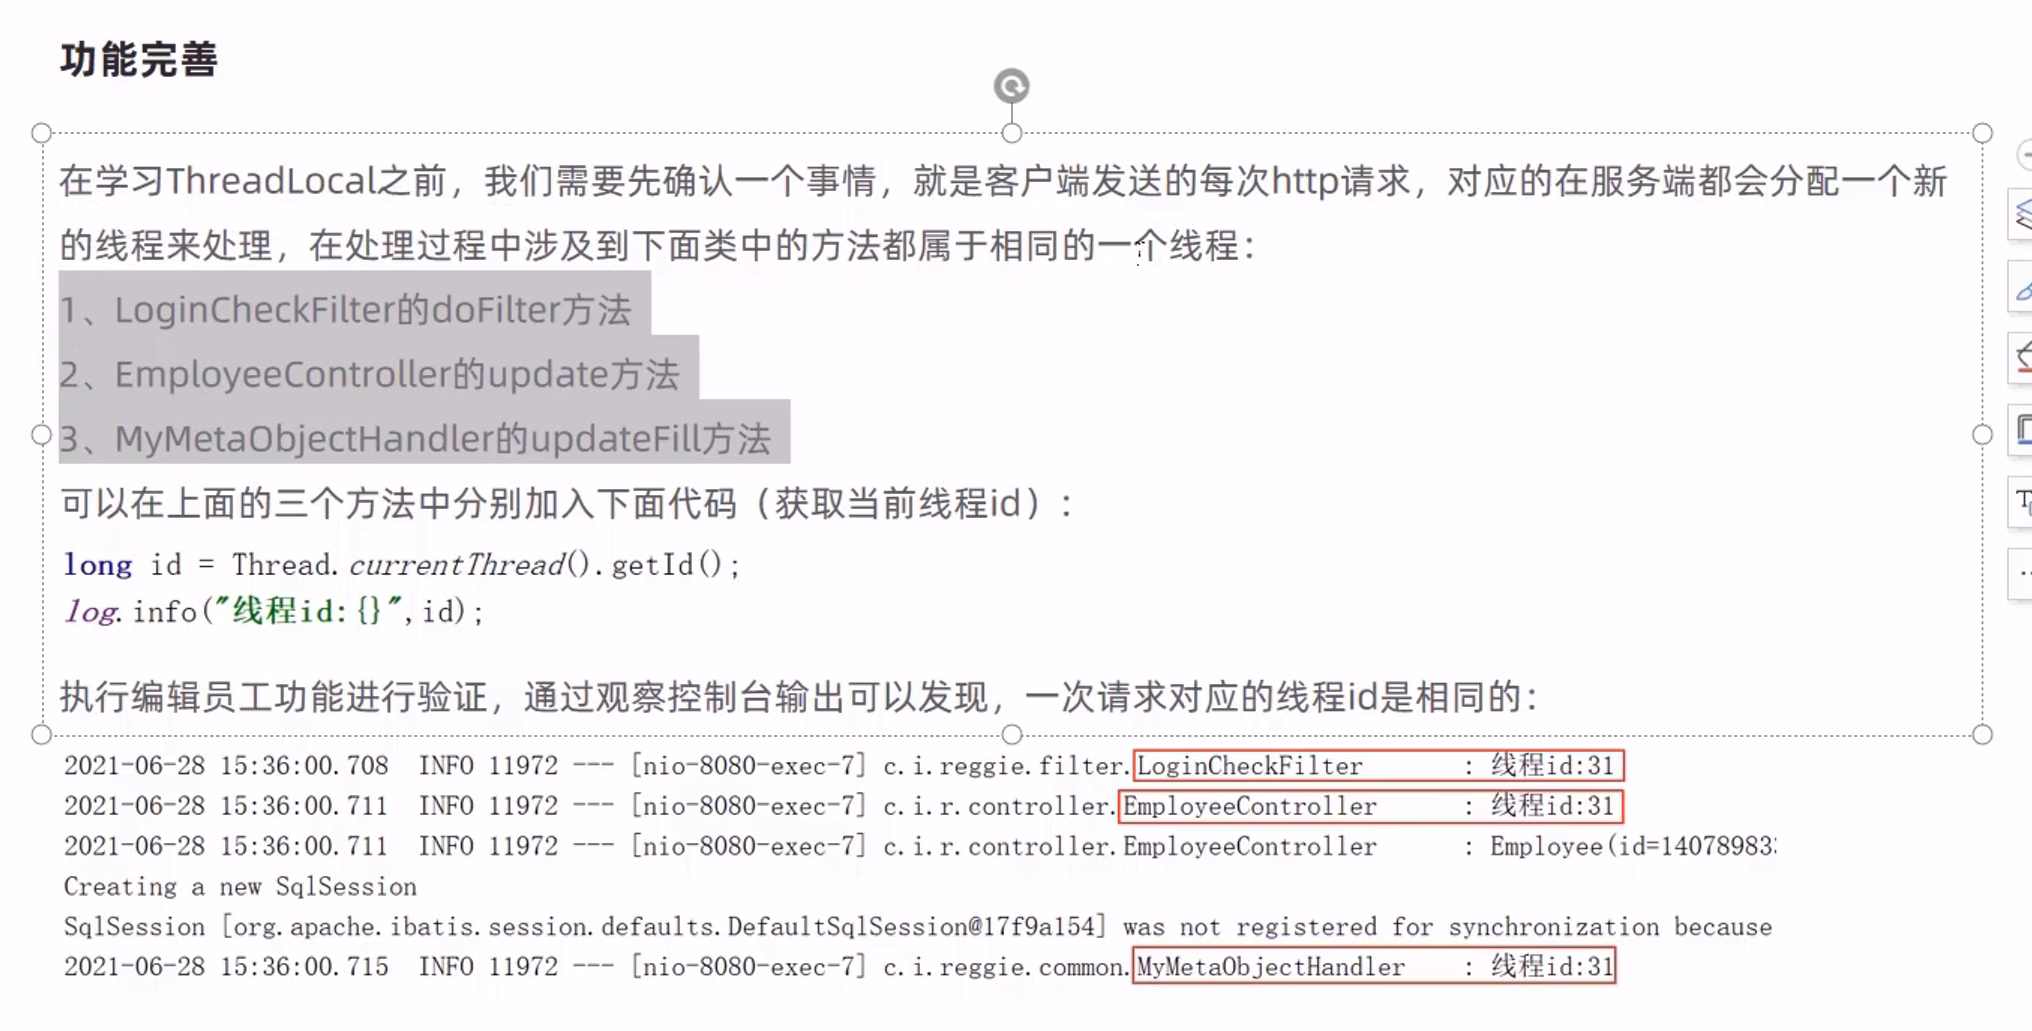 功能完善
在学习ThreadLocal之前，我们需要先确认一个事情，就是客户端发送的每次http请求，对应的在服务端都会分配一个新
的线程来处理，在处理过程中涉及到下面类中的方法都属于相同的一个线程：
1、LoginCheckFilter的doFilter方法
2、EmployeeController的update方法
3、MyMetaObjectHandler的updateFill方法
可以在上面的三个方法中分别加入下面代码（获取当前线程id）：
long id = Thread.currentThread().getId();
log.info("线程id:{}",id);
执行编辑员工功能进行验证，通过观察控制台输出可以发现，一次请求对应的线程id是相同的：
2021-06-28 15:36:00.708  INFO 11972 --- [nio-8080-exec-7] c.i.reggie.filter.LoginCheckFilter      : 线程id:31
2021-06-28 15:36:00.711  INFO 11972 --- [nio-8080-exec-7] c.i.r.controller.EmployeeController     : 线程id:31
2021-06-28 15:36:00.711  INFO 11972 --- [nio-8080-exec-7] c.i.r.controller.EmployeeController     : Employee(id=14078983
Creating a new SqlSession
SqlSession [org.apache.ibatis.session.defaults.DefaultSqlSession@17f9a154] was not registered for synchronization because
2021-06-28 15:36:00.715  INFO 11972 --- [nio-8080-exec-7] c.i.reggie.common.MyMetaObjectHandler   : 线程id:31